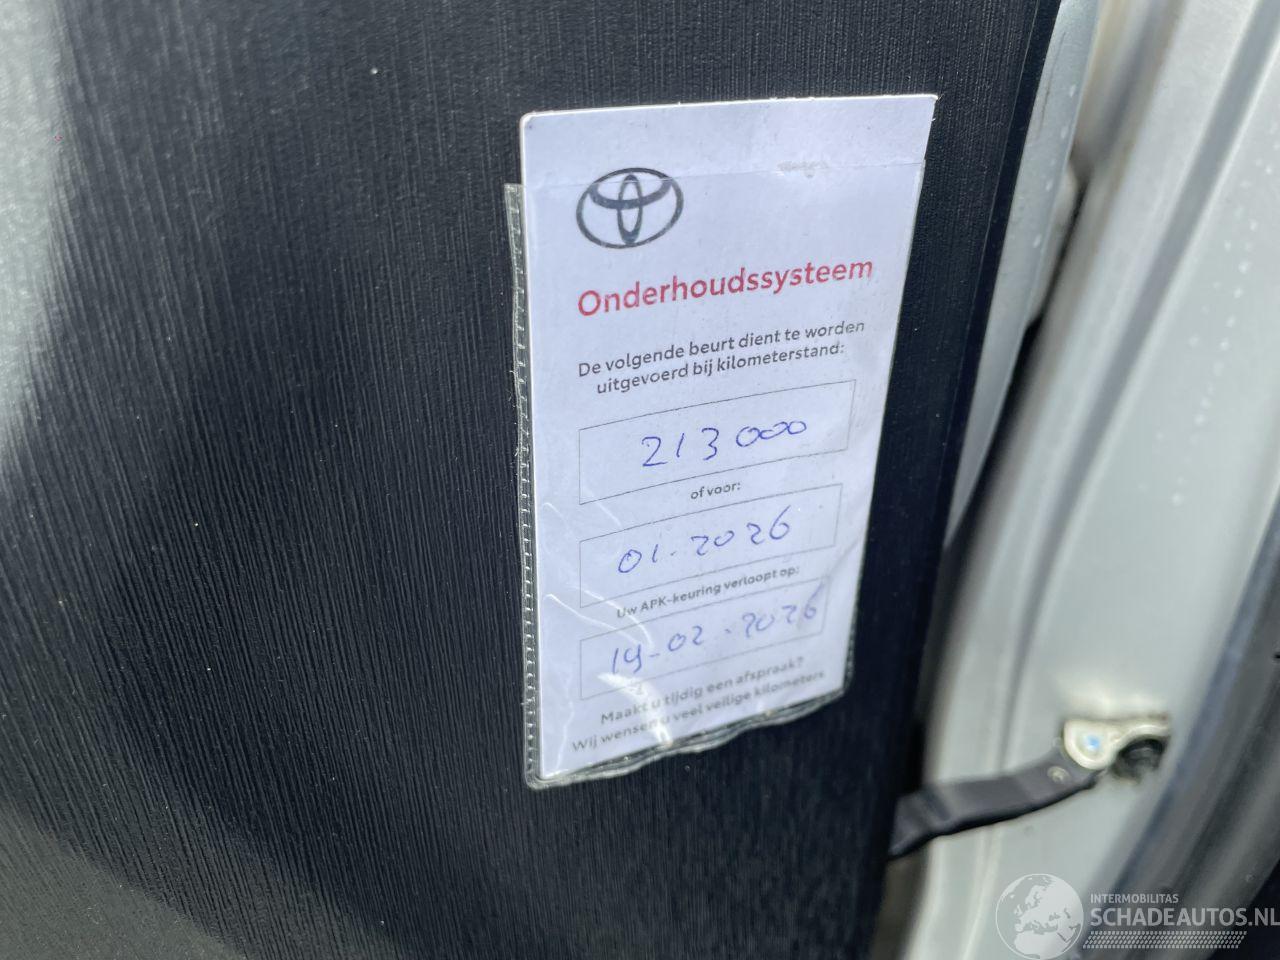 Onderhoudssysteem
De volgende beurt dient te worden
uitgevoerd bij kilometerstand:
213000
of voor:
01-2026
Uw APK-keuring verloopt op:
19-02-2026
Maakt u tijdig een afspraak?
Wij wensen u veel veilige kilometers
INTERMOBILITAS
SCHADEAUTOS.NL